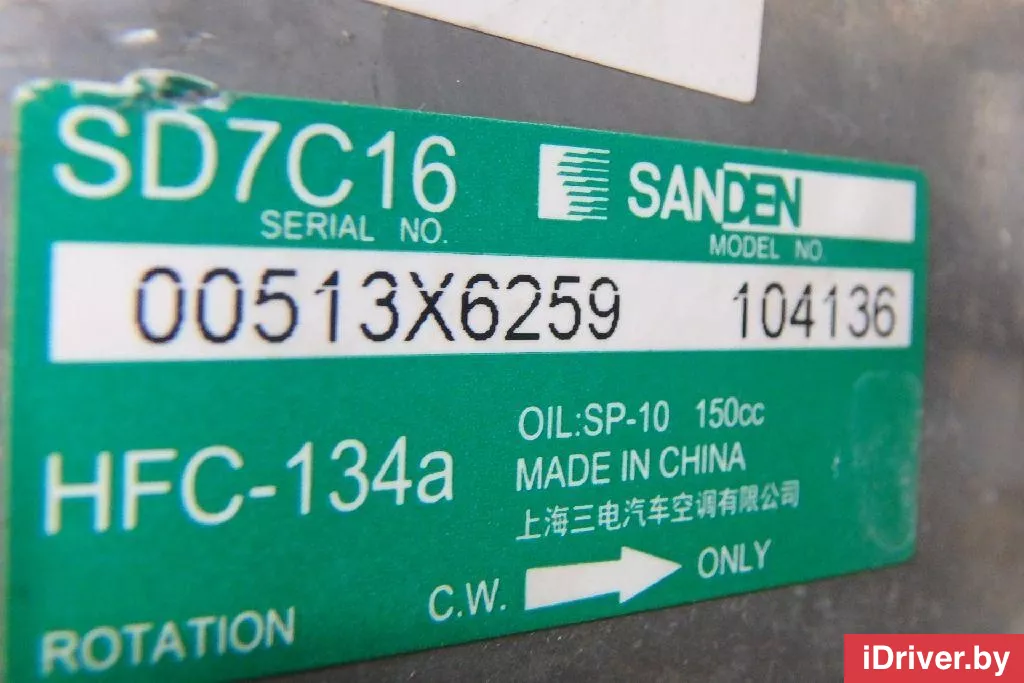 SD7C16
SANDEN
SERIAL NO.
MODEL NO.
00513X6259
104136
OIL:SP-10 150cc
HFC-134a
MADE IN CHINA
上海三电汽车空调有限公司
ROTATION C.W. ONLY
iDriver.by